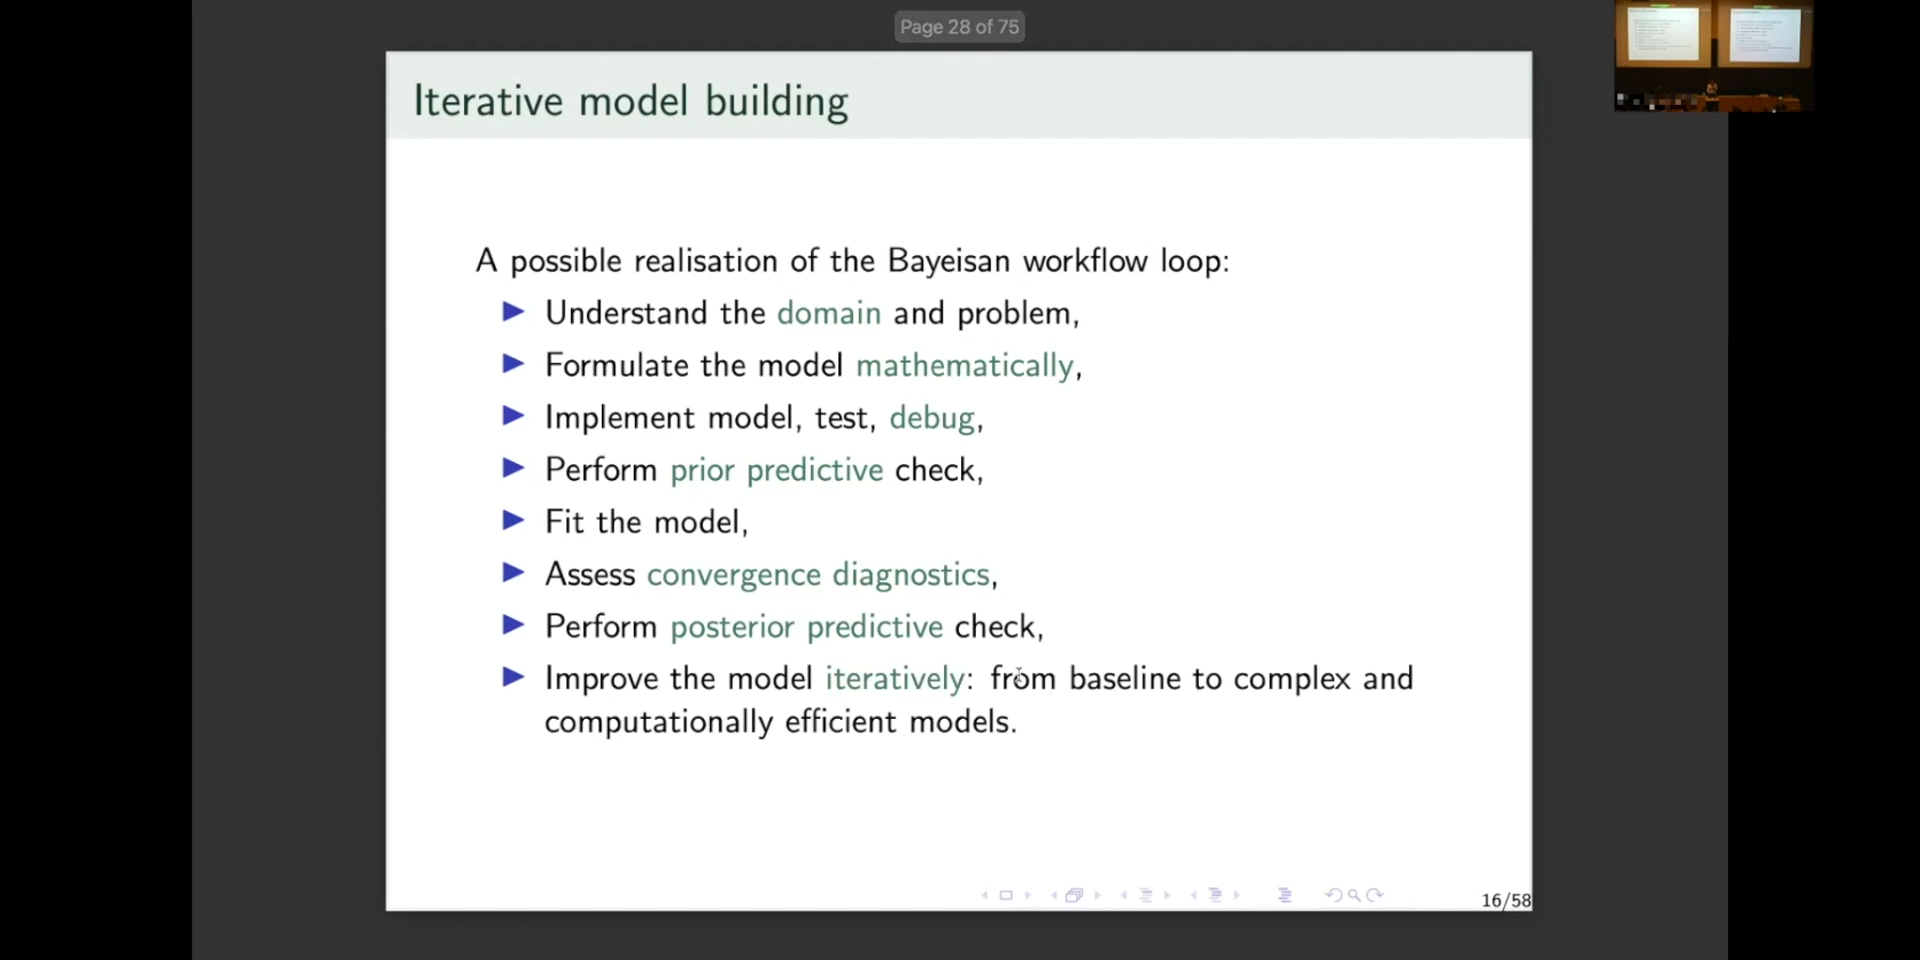 Page 28 of 75
Iterative model building
A possible realisation of the Bayeisan workflow loop:
Understand the domain and problem,
Formulate the model mathematically,
Implement model, test, debug,
Perform prior predictive check,
Fit the model,
Assess convergence diagnostics,
Perform posterior predictive check,
Improve the model iteratively: from baseline to complex and
computationally efficient models.
16/58